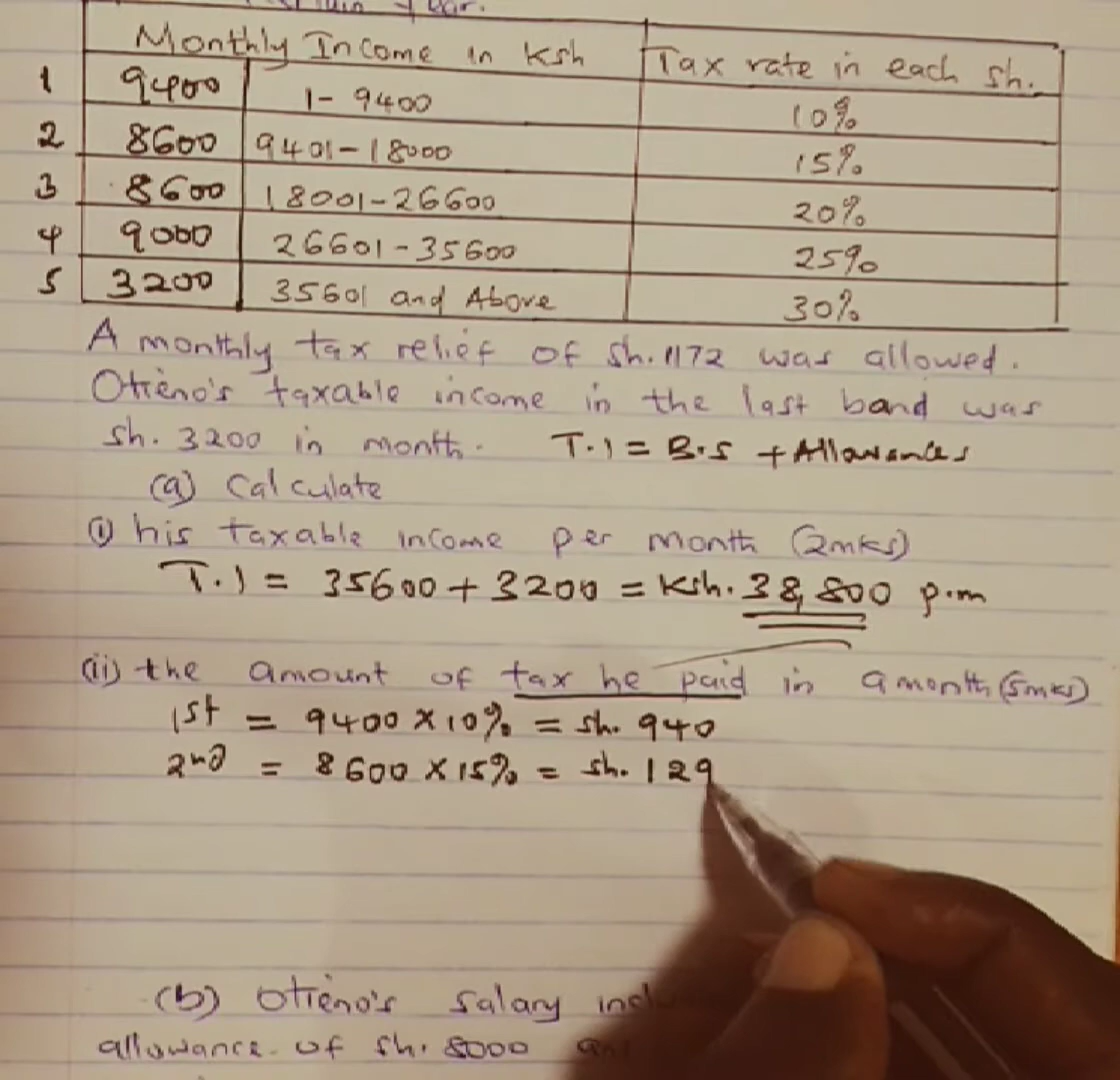 Monthly Income in Ksh Tax rate in each sh.
1 9400 1-9400 10%
2 8600 9401-18000 15%
3 8600 18001-26600 20%
4 9000 26601-35600 25%
5 3200 35601 and Above 30%
A monthly tax relief of sh.1172 was allowed.
Otieno's taxable income in the last band was
sh. 3200 in month. T.I = B.S + Allowances
(a) Calculate
(i) his taxable income per month (2mks)
T.I = 35600 + 3200 = Ksh. 38,800 p.m
(ii) the amount of tax he paid in a month (5mks)
1st = 9400 × 10% = sh. 940
2nd = 8600 × 15% = sh. 129
(b) Otieno's salary
allowance of sh. 8000